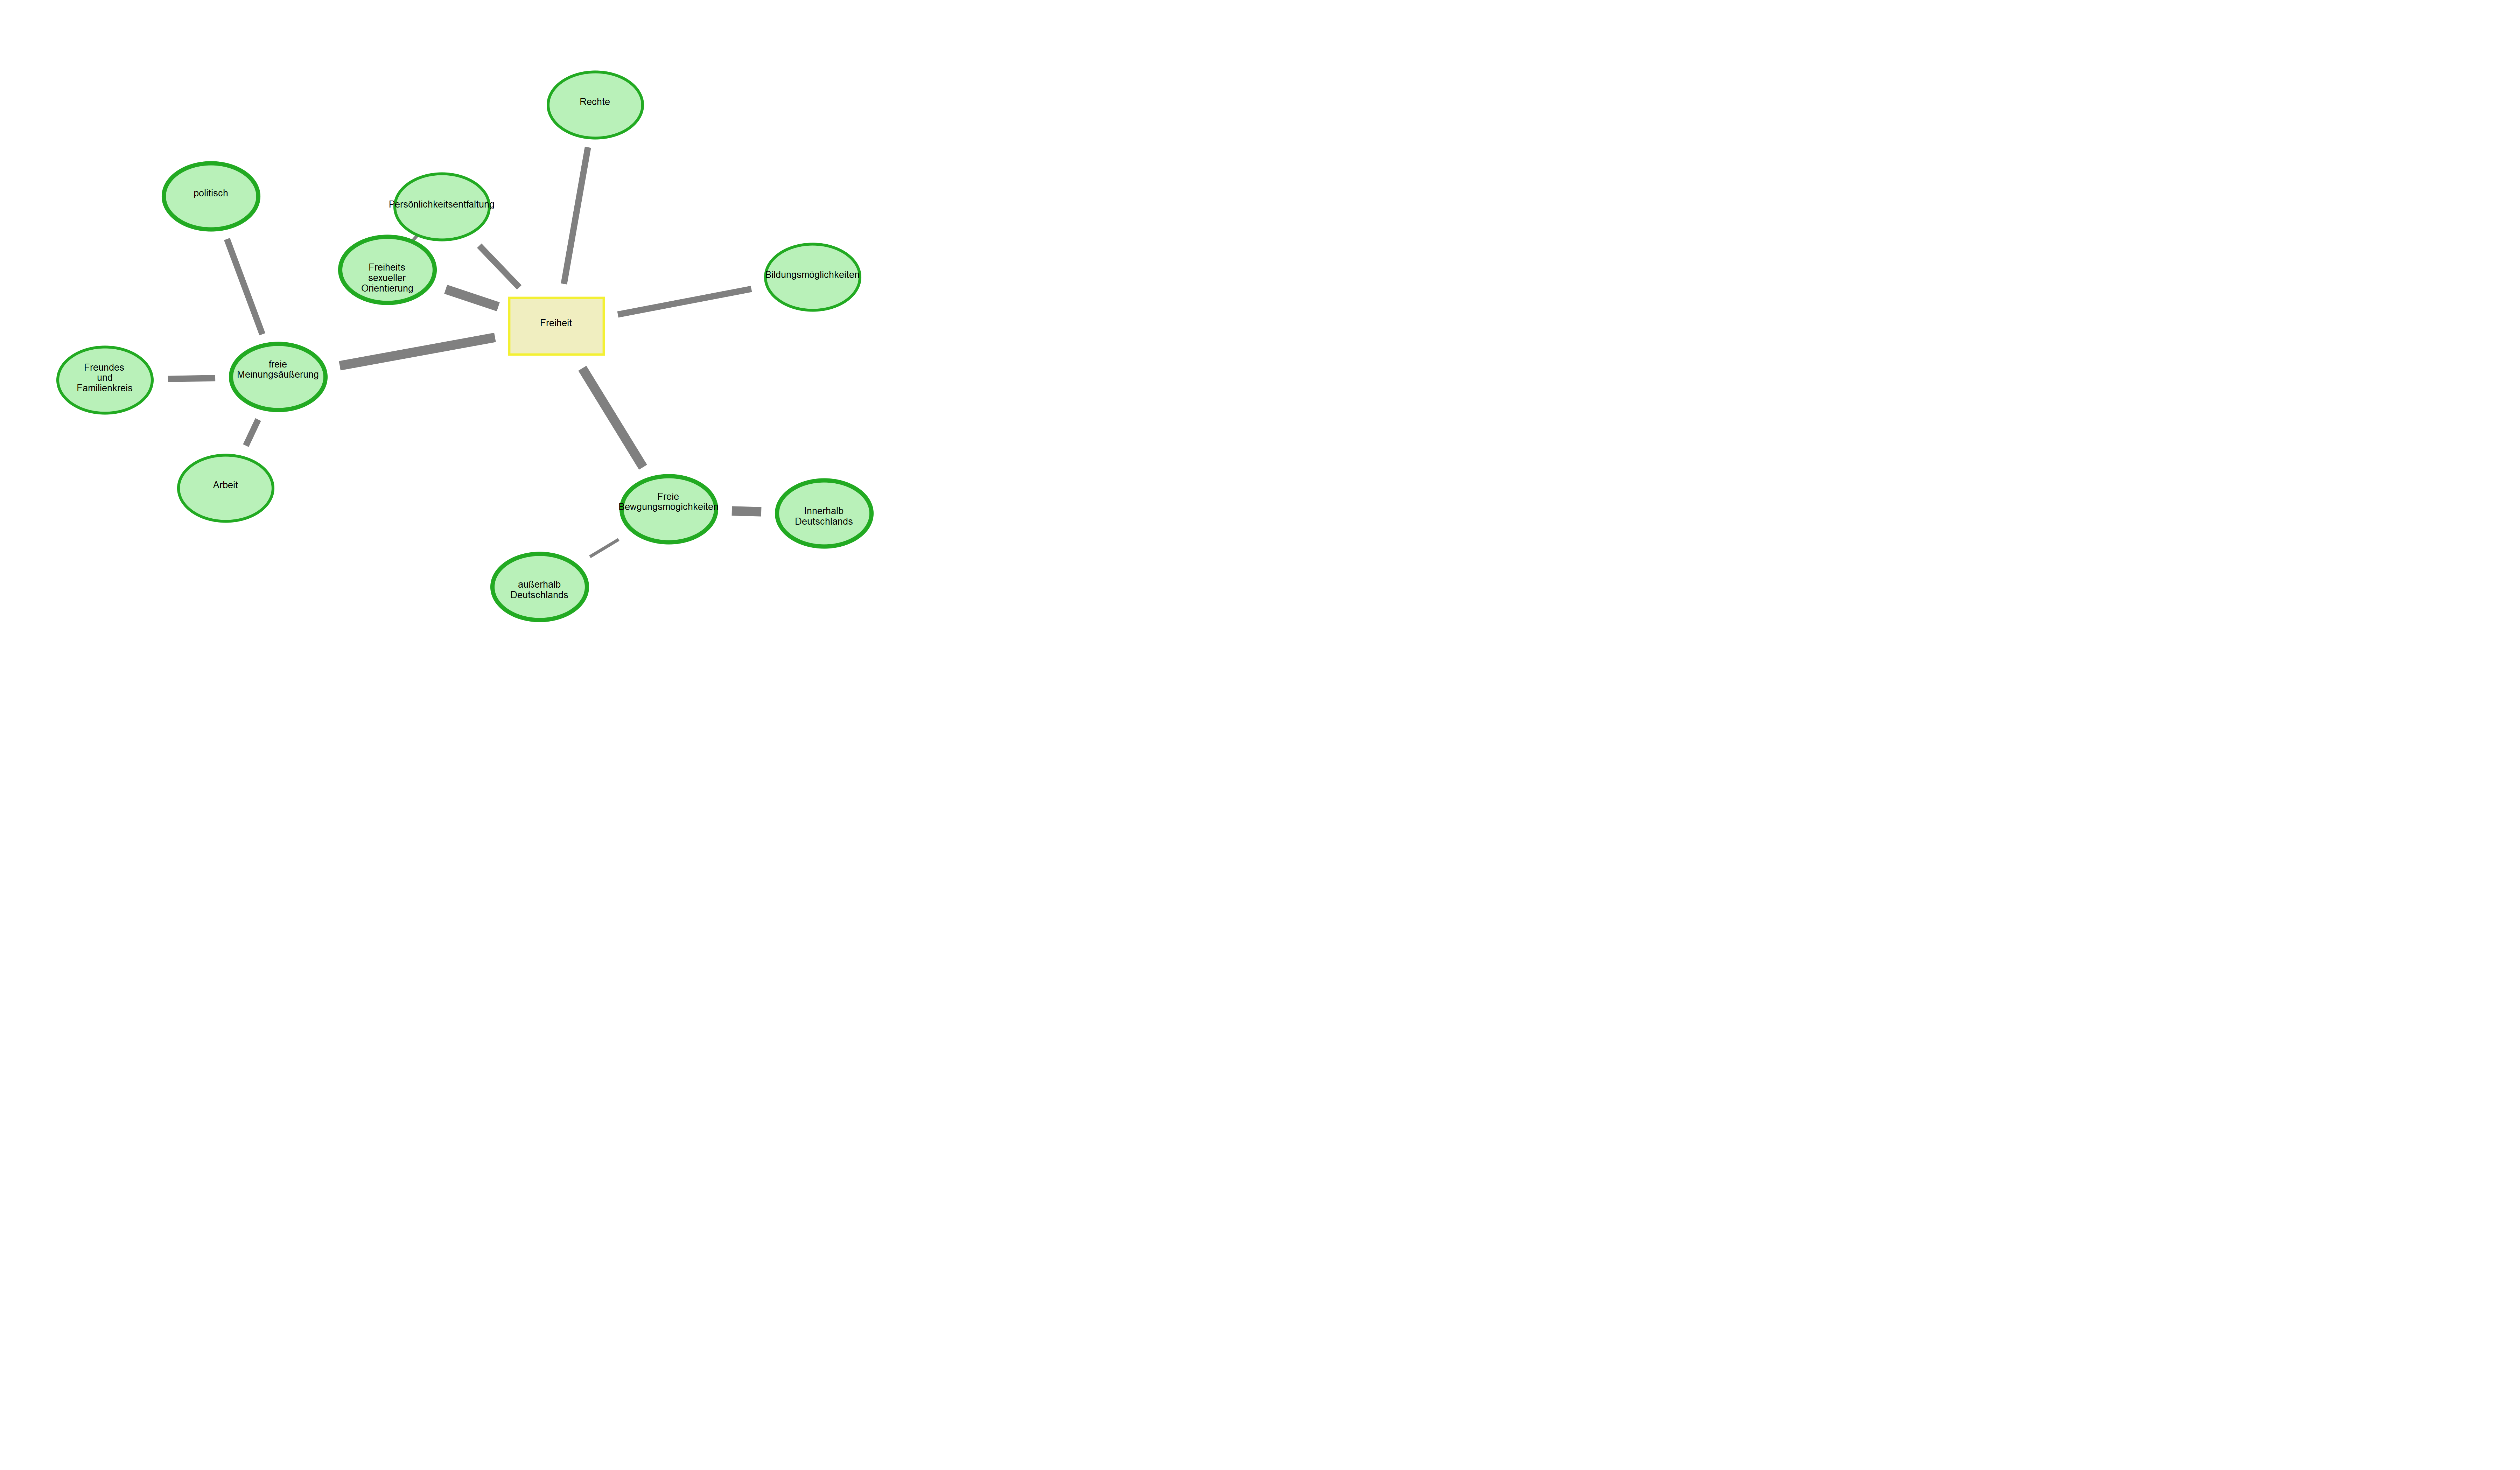 Rechte
politisch
Persönlichkeitsentfaltung
Freiheits
sexueller
Orientierung
Bildungsmöglichkeiten
Freiheit
freie
Meinungsäußerung
Freundes
und
Familienkreis
Arbeit
Freie
Bewgungsmögichkeiten
Innerhalb
Deutschlands
außerhalb
Deutschlands